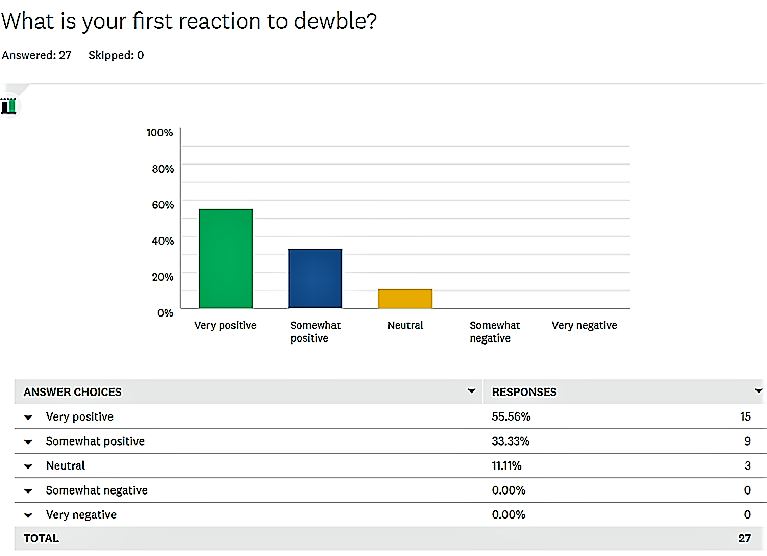 What is your first reaction to dewble?
Answered: 27 Skipped: 0
100%
80%
60%
40%
20%
0%
Very positive
Somewhat
positive
Neutral
Somewhat
negative
Very negative
ANSWER CHOICES RESPONSES
Very positive 55.56% 15
Somewhat positive 33.33% 9
Neutral 11.11% 3
Somewhat negative 0.00% 0
Very negative 0.00% 0
TOTAL 27